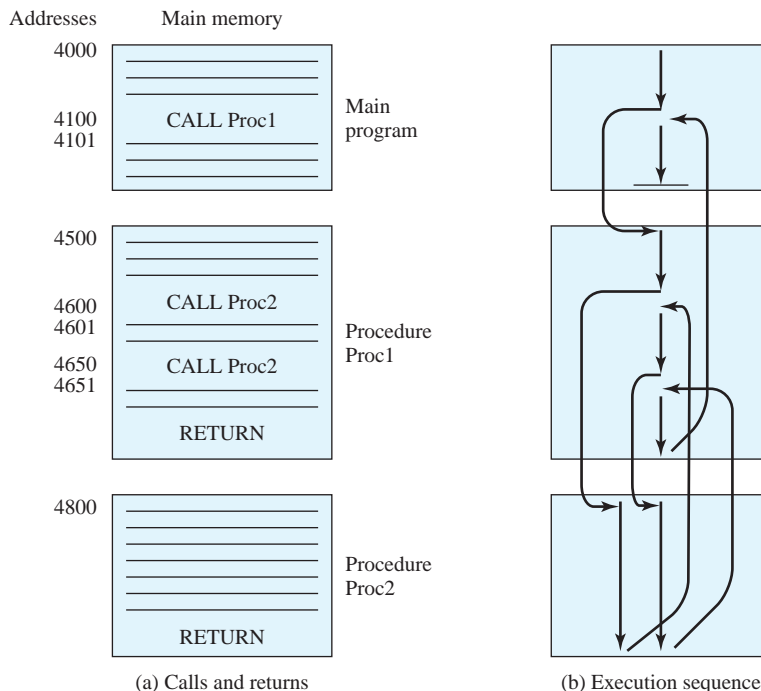 Addresses Main memory
4000
4100 CALL Proc1
4101
Main
program
4500
4600 CALL Proc2
4601
4650 CALL Proc2
4651
Procedure
Proc1
RETURN
4800
Procedure
Proc2
RETURN
(a) Calls and returns
(b) Execution sequence